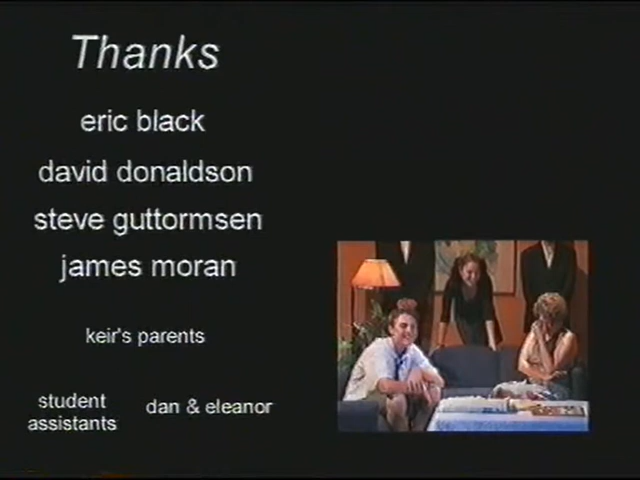 Thanks
eric black
david donaldson
steve guttormsen
james moran
keir's parents
student
assistants
dan & eleanor